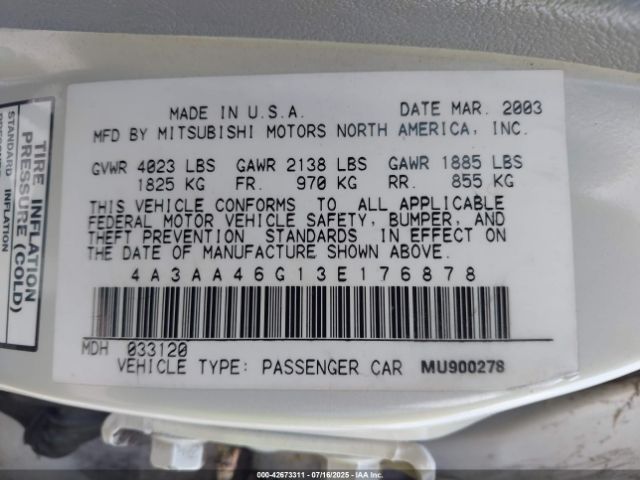 MADE IN U.S.A. DATE MAR. 2003
MFD BY MITSUBISHI MOTORS NORTH AMERICA, INC.
GVWR 4023 LBS GAWR 2138 LBS GAWR 1885 LBS
1825 KG FR. 970 KG RR. 855 KG
THIS VEHICLE CONFORMS TO ALL APPLICABLE
FEDERAL MOTOR VEHICLE SAFETY, BUMPER, AND
THEFT PREVENTION STANDARDS IN EFFECT ON
THE DATE OF MANUFACTURE SHOWN ABOVE.
4A3AA46G13E176878
MDH 033120
VEHICLE TYPE: PASSENGER CAR MU900278
TIRE INFLATION
PRESSURE (COLD)
STANDARD INFLATION
000-42673311 - 07/16/2025 - IAAI.COM